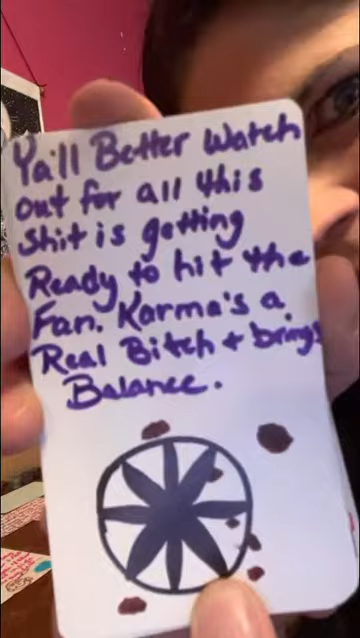 Ya'll Better Watch
out for all this
Shit is getting
Ready to hit the
Fan. Karma's a
Real Bitch + brings
Balance.